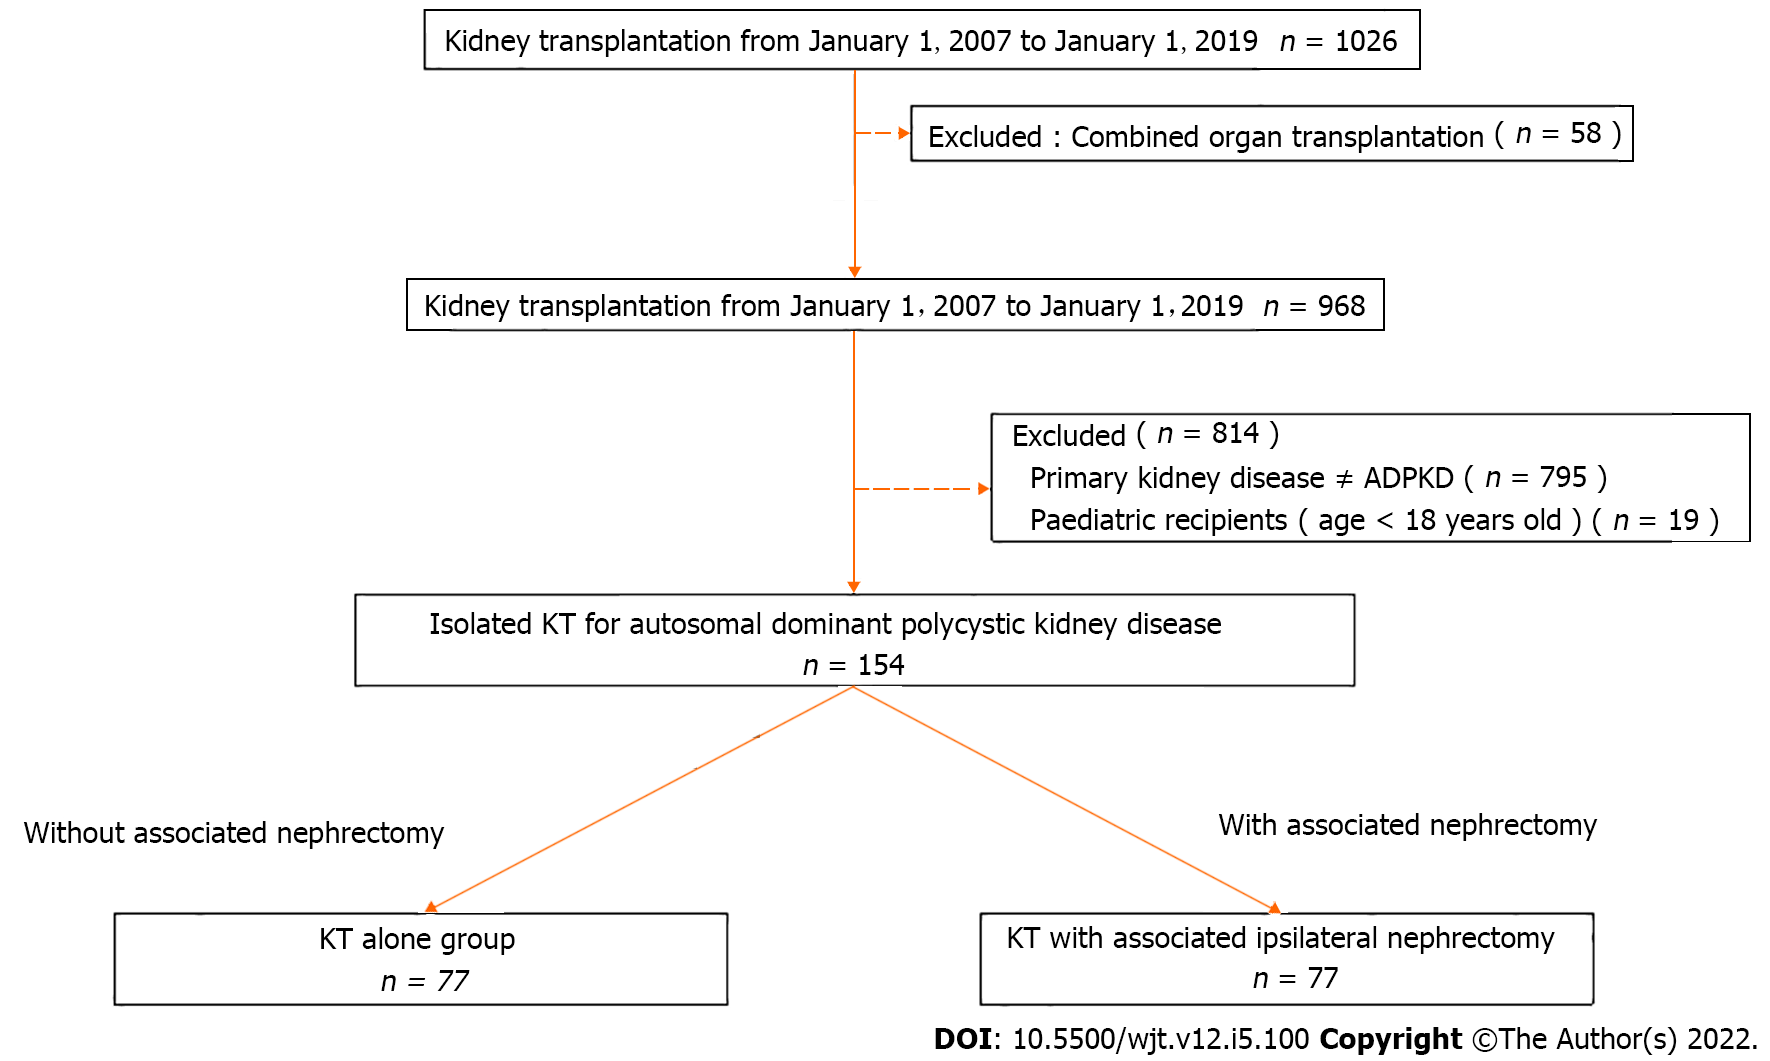 Kidney transplantation from January 1, 2007 to January 1, 2019 n = 1026
Excluded : Combined organ transplantation ( n = 58 )
Kidney transplantation from January 1, 2007 to January 1, 2019 n = 968
Excluded ( n = 814 )
Primary kidney disease ≠ ADPKD ( n = 795 )
Paediatric recipients ( age < 18 years old ) ( n = 19 )
Isolated KT for autosomal dominant polycystic kidney disease
n = 154
Without associated nephrectomy
With associated nephrectomy
KT alone group
n = 77
KT with associated ipsilateral nephrectomy
n = 77
DOI: 10.5500/wjt.v12.i5.100 Copyright ©The Author(s) 2022.